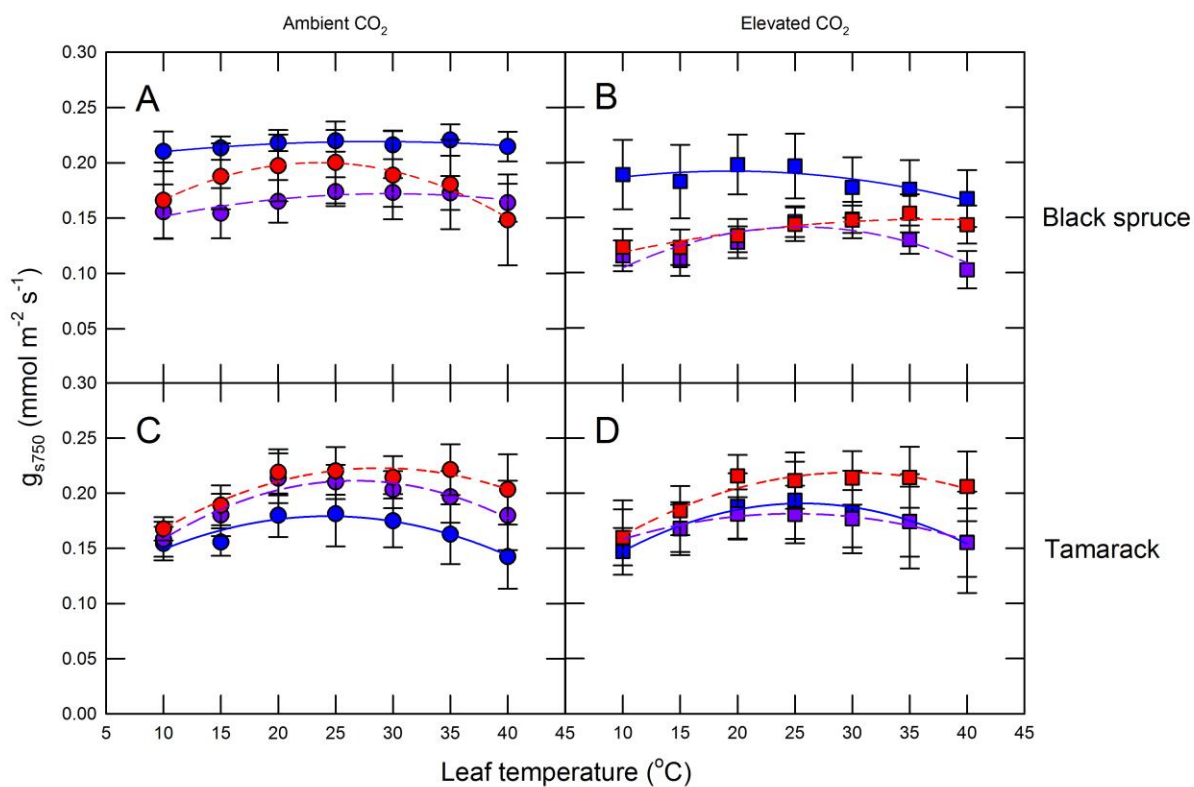 Ambient CO₂ Elevated CO₂
0.30
A B
0.25
0.20
0.15
0.10
0.05
Black spruce
0.30
C D
0.25
0.20
0.15
0.10
0.05
0.00
Tamarack
gs750 (mmol m⁻² s⁻¹)
5 10 15 20 25 30 35 40 45 10 15 20 25 30 35 40 45
Leaf temperature (°C)